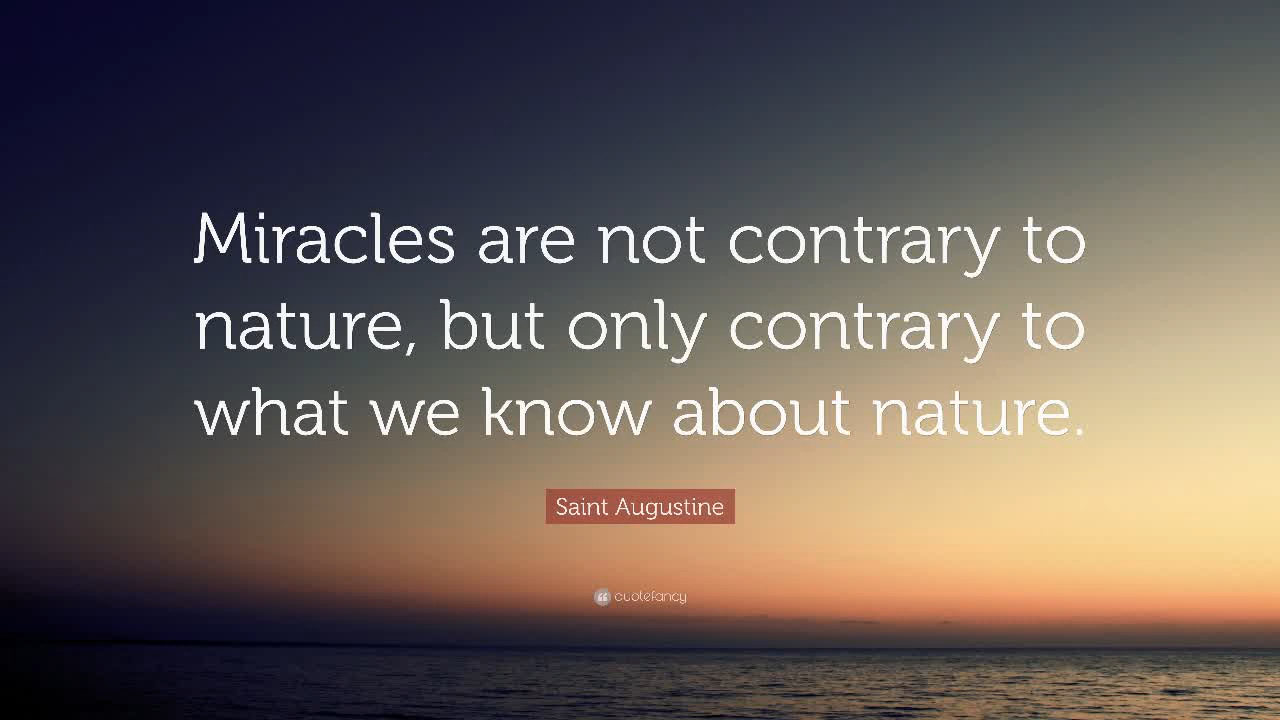 Miracles are not contrary to
nature, but only contrary to
what we know about nature.
Saint Augustine
quotefancy